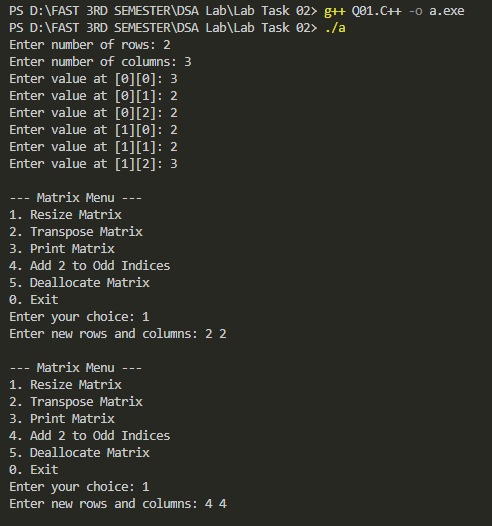 PS D:\FAST 3RD SEMESTER\DSA Lab\Lab Task 02> g++ Q01.C++ -o a.exe
PS D:\FAST 3RD SEMESTER\DSA Lab\Lab Task 02> ./a
Enter number of rows: 2
Enter number of columns: 3
Enter value at [0][0]: 3
Enter value at [0][1]: 2
Enter value at [0][2]: 2
Enter value at [1][0]: 2
Enter value at [1][1]: 2
Enter value at [1][2]: 3

--- Matrix Menu ---
1. Resize Matrix
2. Transpose Matrix
3. Print Matrix
4. Add 2 to Odd Indices
5. Deallocate Matrix
0. Exit
Enter your choice: 1
Enter new rows and columns: 2 2

--- Matrix Menu ---
1. Resize Matrix
2. Transpose Matrix
3. Print Matrix
4. Add 2 to Odd Indices
5. Deallocate Matrix
0. Exit
Enter your choice: 1
Enter new rows and columns: 4 4